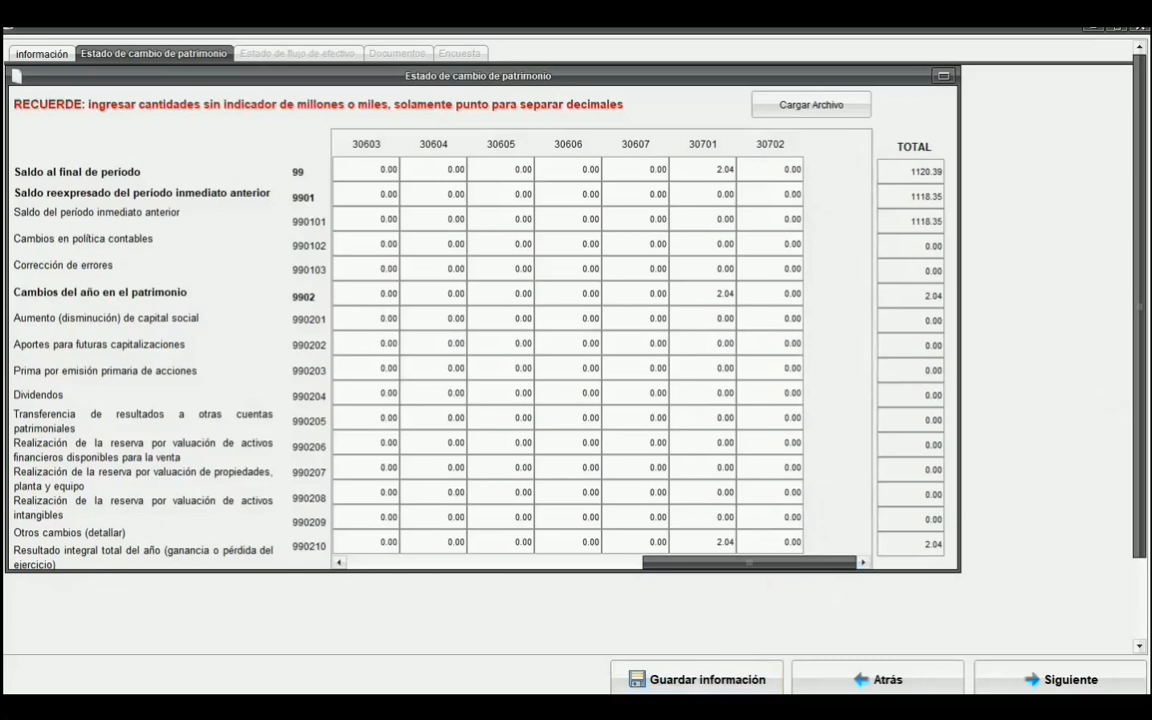 información Estado de cambio de patrimonio Estado de flujo de efectivo Documentos Encuesta
Estado de cambio de patrimonio
RECUERDE: ingresar cantidades sin indicador de millones o miles, solamente punto para separar decimales Cargar Archivo
30603 30604 30605 30606 30607 30701 30702 TOTAL
Saldo al final de período 99 0.00 0.00 0.00 0.00 0.00 2.04 0.00 1120.39
Saldo reexpresado del período inmediato anterior 9901 0.00 0.00 0.00 0.00 0.00 0.00 0.00 1118.35
Saldo del período inmediato anterior 990101 0.00 0.00 0.00 0.00 0.00 0.00 0.00 1118.35
Cambios en política contables 990102 0.00 0.00 0.00 0.00 0.00 0.00 0.00 0.00
Corrección de errores 990103 0.00 0.00 0.00 0.00 0.00 0.00 0.00 0.00
Cambios del año en el patrimonio 9902 0.00 0.00 0.00 0.00 0.00 2.04 0.00 2.04
Aumento (disminución) de capital social 990201 0.00 0.00 0.00 0.00 0.00 0.00 0.00 0.00
Aportes para futuras capitalizaciones 990202 0.00 0.00 0.00 0.00 0.00 0.00 0.00 0.00
Prima por emisión primaria de acciones 990203 0.00 0.00 0.00 0.00 0.00 0.00 0.00 0.00
Dividendos 990204 0.00 0.00 0.00 0.00 0.00 0.00 0.00 0.00
Transferencia de resultados a otras cuentas
patrimoniales 990205 0.00 0.00 0.00 0.00 0.00 0.00 0.00 0.00
Realización de la reserva por valuación de activos
financieros disponibles para la venta 990206 0.00 0.00 0.00 0.00 0.00 0.00 0.00 0.00
Realización de la reserva por valuación de propiedades,
planta y equipo 990207 0.00 0.00 0.00 0.00 0.00 0.00 0.00 0.00
Realización de la reserva por valuación de activos
intangibles 990208 0.00 0.00 0.00 0.00 0.00 0.00 0.00 0.00
Otros cambios (detallar) 990209 0.00 0.00 0.00 0.00 0.00 0.00 0.00 0.00
Resultado integral total del año (ganancia o pérdida del
ejercicio) 990210 0.00 0.00 0.00 0.00 0.00 2.04 0.00 2.04
Guardar información Atrás Siguiente